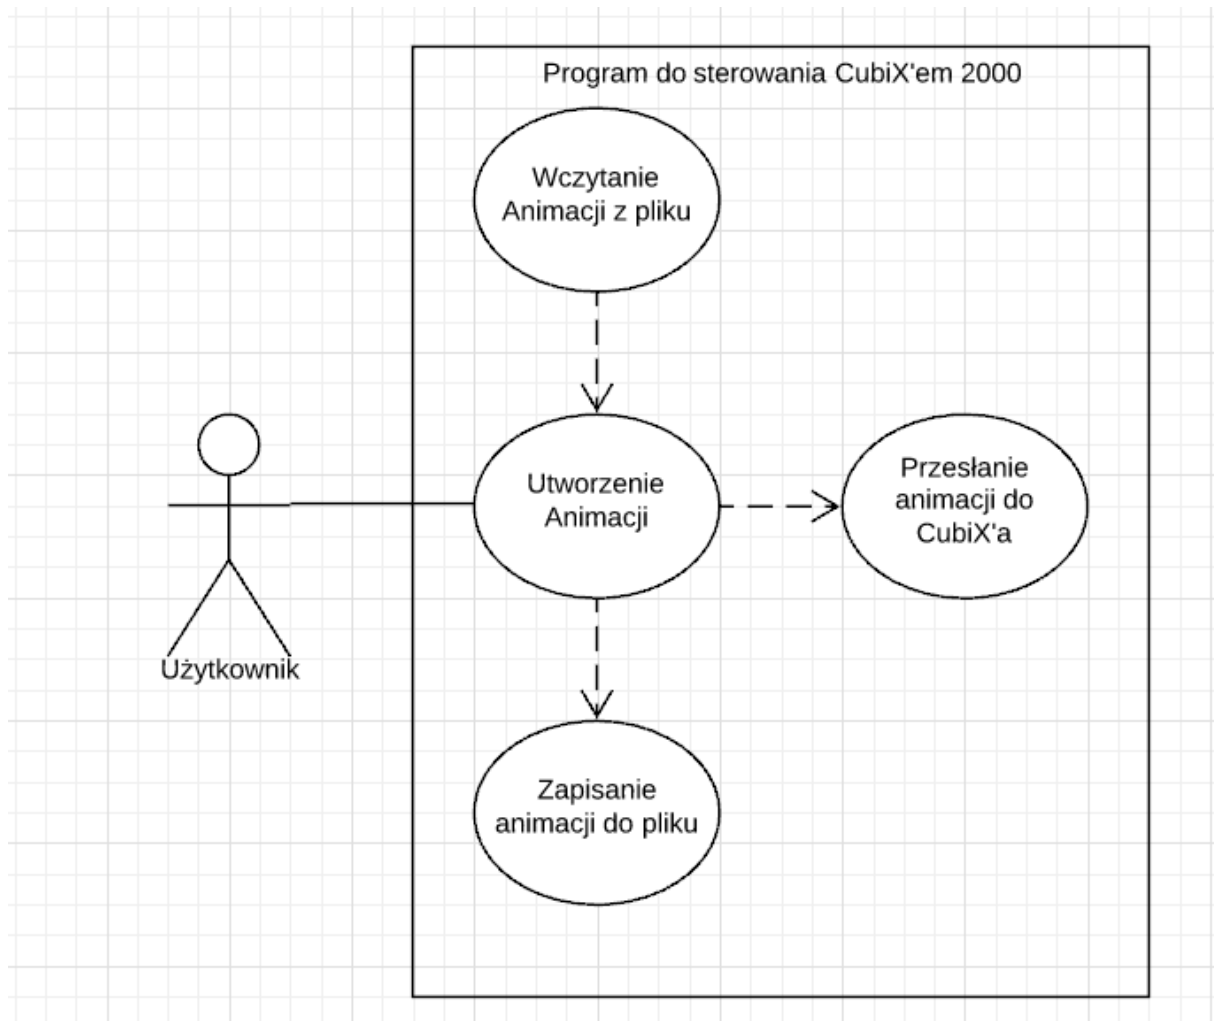 Program do sterowania CubiX'em 2000
Wczytanie
Animacji z pliku
Utworzenie
Animacji
Przesłanie
animacji do
CubiX'a
Użytkownik
Zapisanie
animacji do pliku